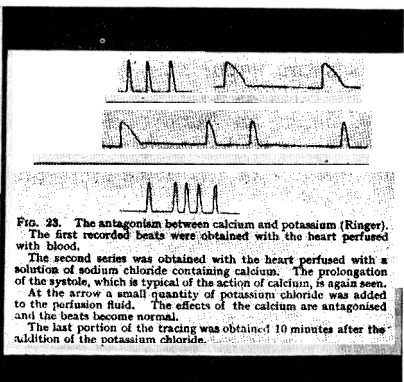 FIG. 23. The antagonism between calcium and potassium (Ringer).
The first recorded beats were obtained with the heart perfused
with blood.
The second series was obtained with the heart perfused with a
solution of sodium chloride containing calcium. The prolongation
of the systole, which is typical of the action of calcium, is again seen.
At the arrow a small quantity of potassium chloride was added
to the perfusion fluid. The effects of the calcium are antagonised
and the beats become normal.
The last portion of the tracing was obtained 10 minutes after the
addition of the potassium chloride.